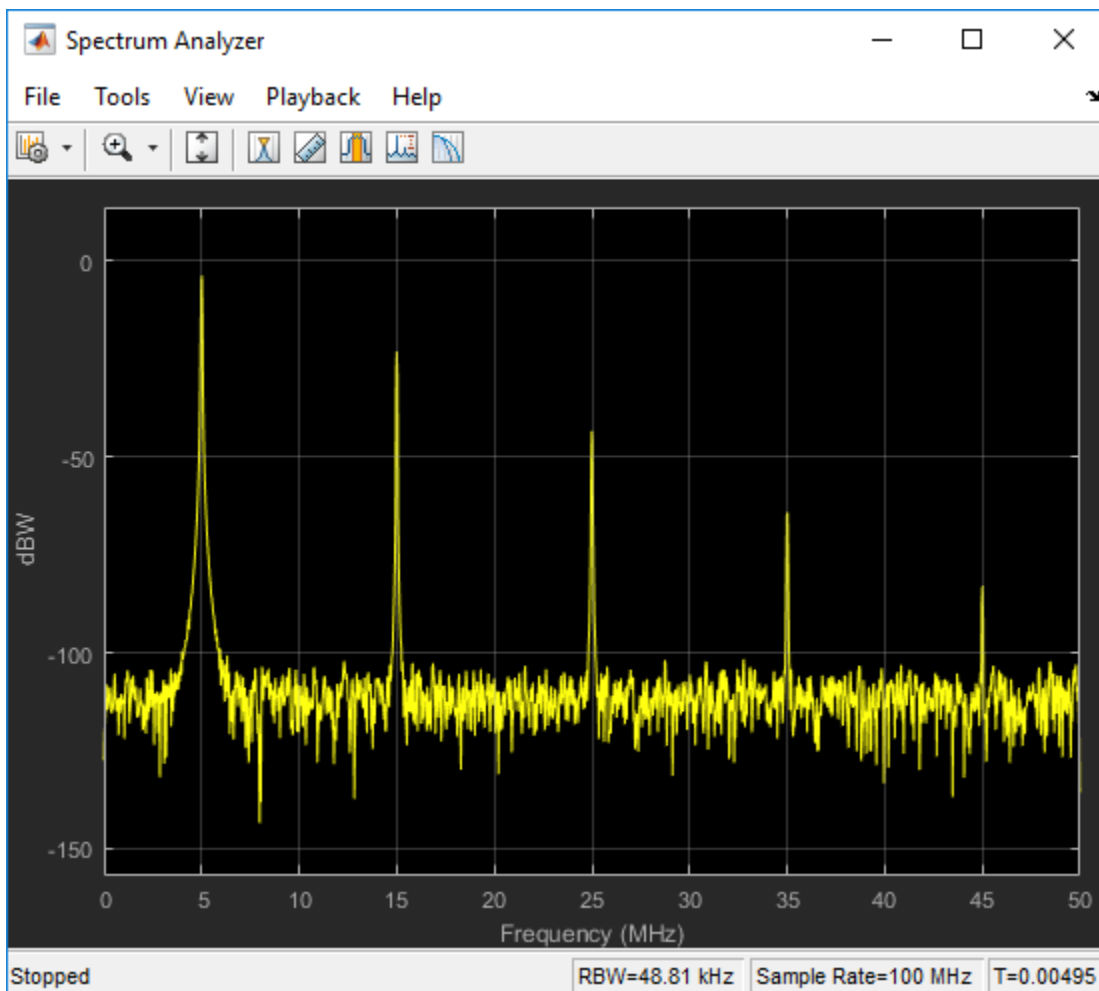 Spectrum Analyzer
File Tools View Playback Help
0
-50
-100
-150
dBW
0 5 10 15 20 25 30 35 40 45 50
Frequency (MHz)
Stopped RBW=48.81 kHz Sample Rate=100 MHz T=0.00495